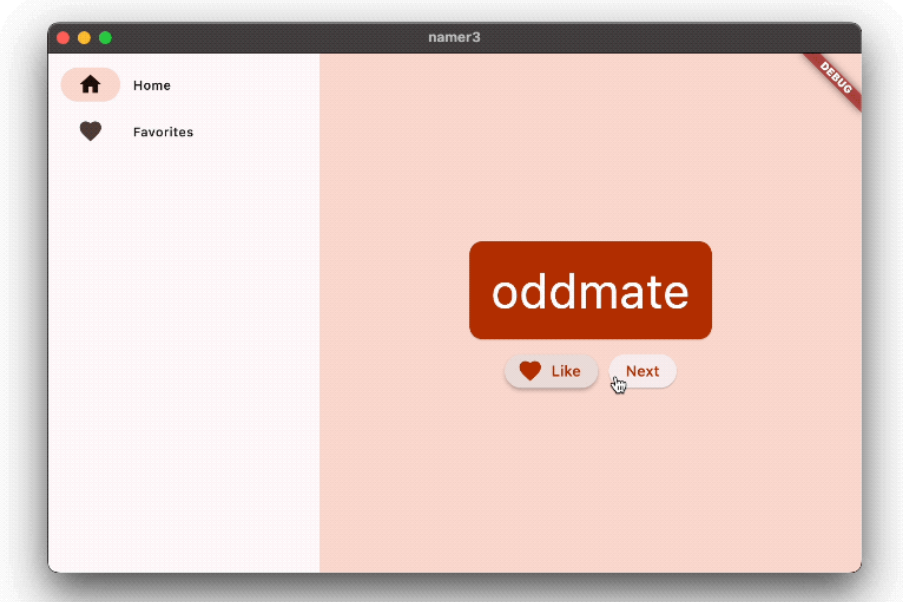 namer3
DEBUG
Home
Favorites
oddmate
Like
Next